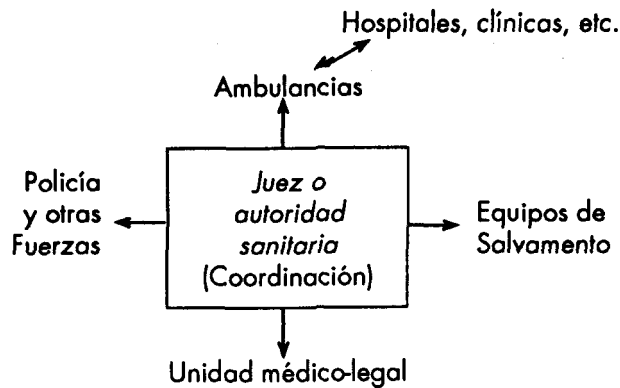 Hospitales, clínicas, etc.
Ambulancias
Policía
y otras
Fuerzas
Juez o
autoridad
sanitaria
(Coordinación)
Equipos de
Salvamento
Unidad médico-legal